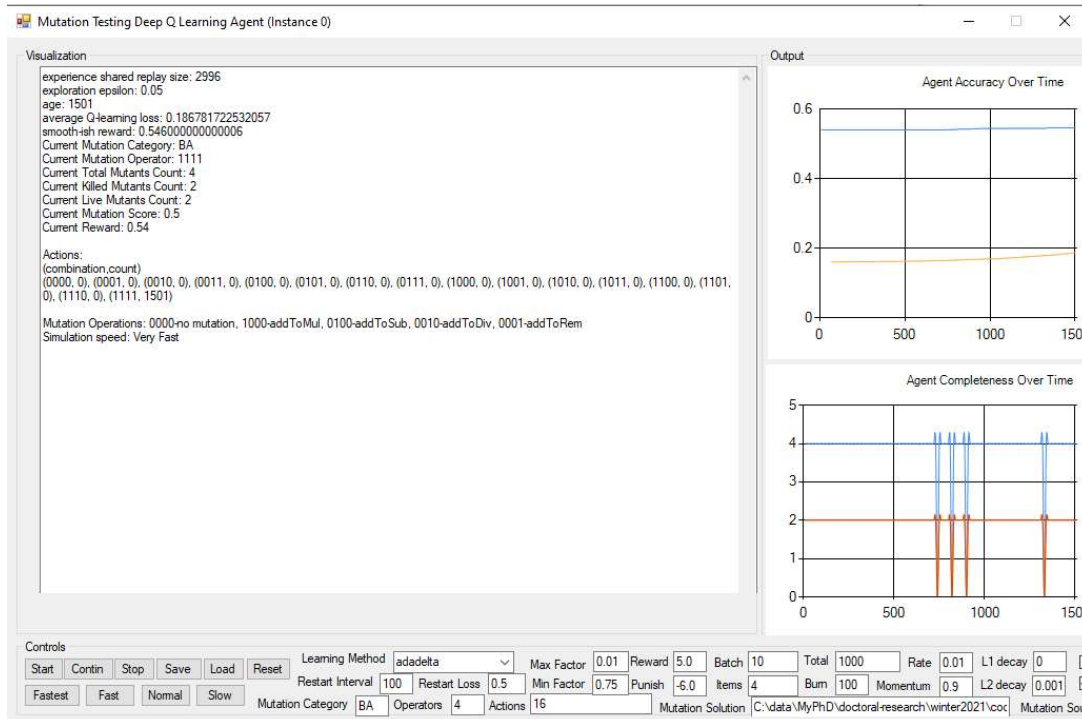 Mutation Testing Deep Q Learning Agent (Instance 0)
Visualization
experience shared replay size: 2996
exploration epsilon: 0.05
age: 1501
average Q-learning loss: 0.186781722532057
smooth-ish reward: 0.546000000000006
Current Mutation Category: BA
Current Mutation Operator: 1111
Current Total Mutants Count: 4
Current Killed Mutants Count: 2
Current Live Mutants Count: 2
Current Mutation Score: 0.5
Current Reward: 0.54
Actions:
(combination,count)
(0000, 0), (0001, 0), (0010, 0), (0011, 0), (0100, 0), (0101, 0), (0110, 0), (0111, 0), (1000, 0), (1001, 0), (1010, 0), (1011, 0), (1100, 0), (1101,
0), (1110, 0), (1111, 1501)
Mutation Operations: 0000-no mutation, 1000-addToMul, 0100-addToSub, 0010-addToDiv, 0001-addToRem
Simulation speed: Very Fast
Output
Agent Accuracy Over Time
0.6
0.4
0.2
0
0 500 1000 150
Agent Completeness Over Time
5
4
3
2
1
0
0 500 1000 150
Controls
Start Contin Stop Save Load Reset Learning Method adadelta Max Factor 0.01 Reward 5.0 Batch 10 Total 1000 Rate 0.01 L1 decay 0
Fastest Fast Normal Slow Restart Interval 100 Restart Loss 0.5 Min Factor 0.75 Punish -6.0 Items 4 Burn 100 Momentum 0.9 L2 decay 0.001
Mutation Category BA Operators 4 Actions 16 Mutation Solution C:\data\MyPhD\doctoral-research\winter2021\coc Mutation Sou